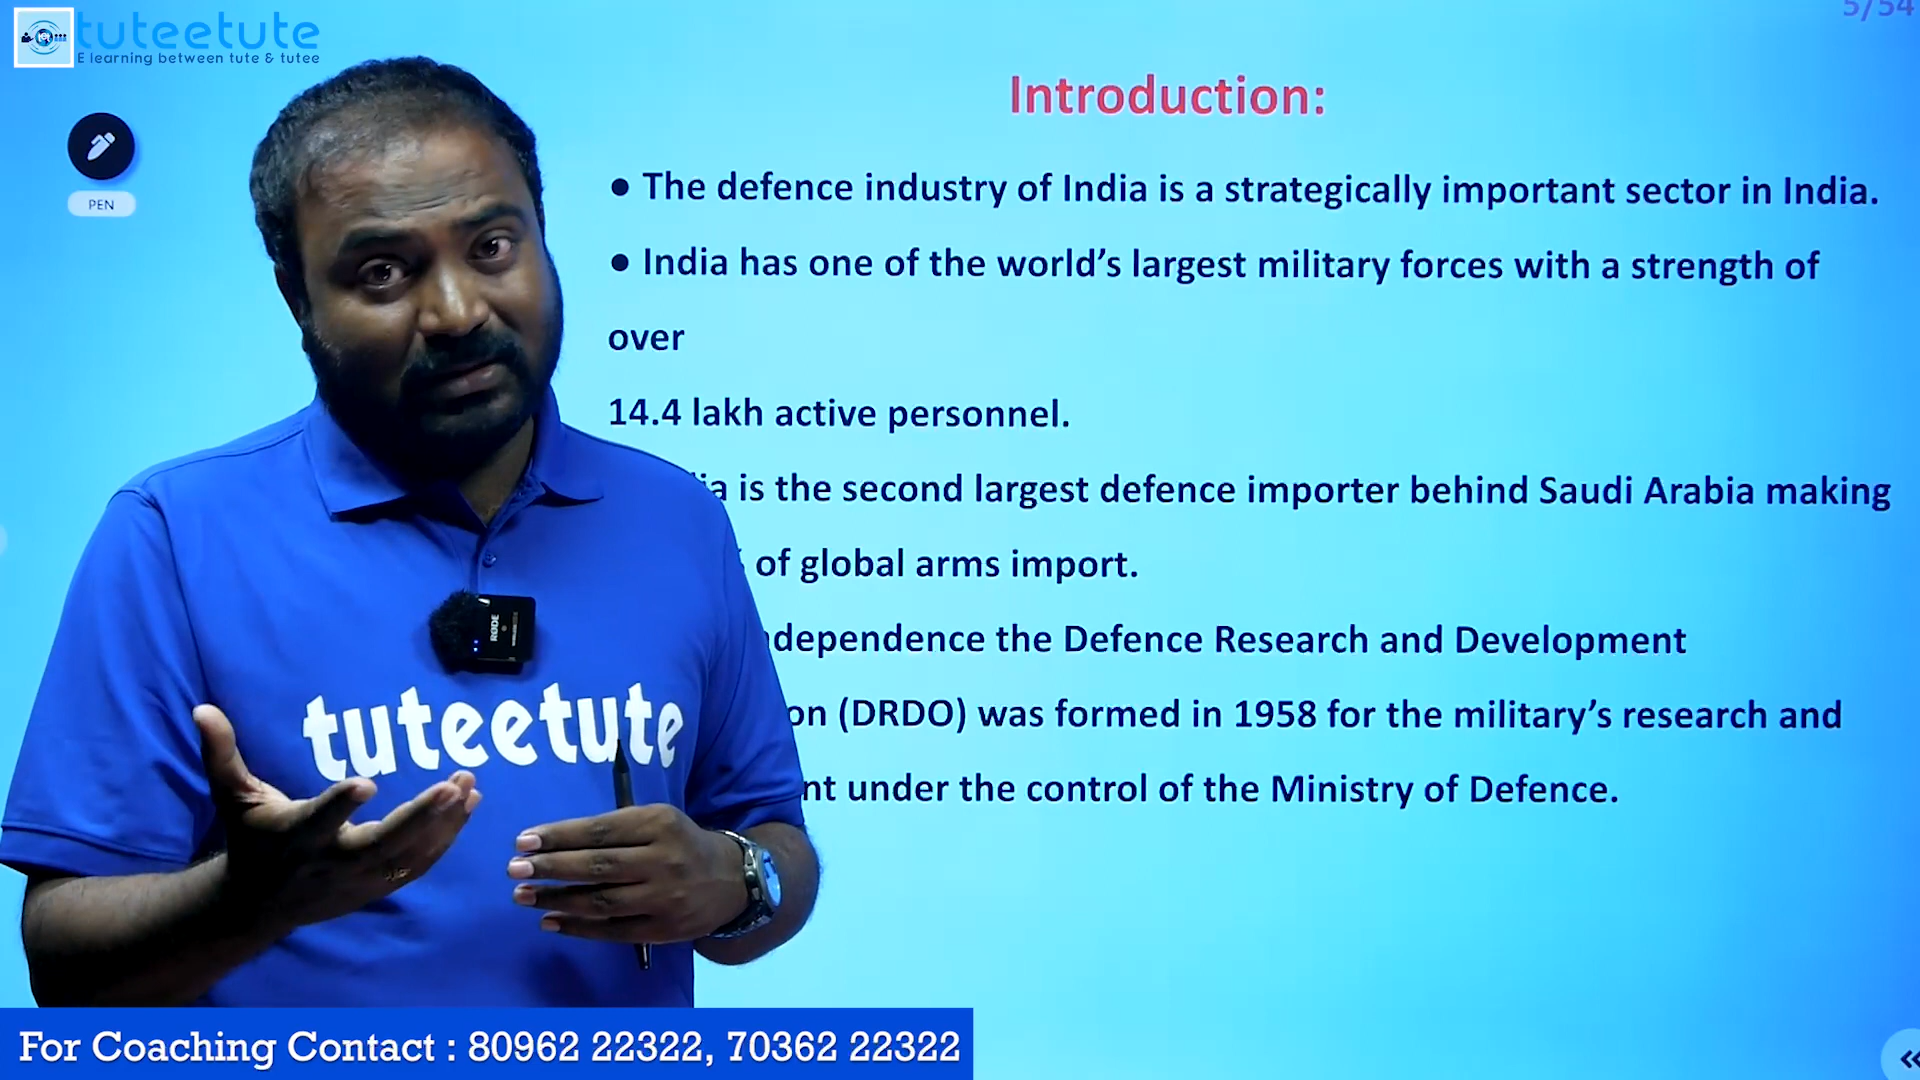 tuteetute
E learning between tute & tutee
5/54
PEN
Introduction:
● The defence industry of India is a strategically important sector in India.
● India has one of the world's largest military forces with a strength of
over
14.4 lakh active personnel.
is the second largest defence importer behind Saudi Arabia making
of global arms import.
the Defence Research and Development
(DRDO) was formed in 1958 for the military's research and
under the control of the Ministry of Defence.
RØDE
tuteetute
For Coaching Contact : 80962 22322, 70362 22322